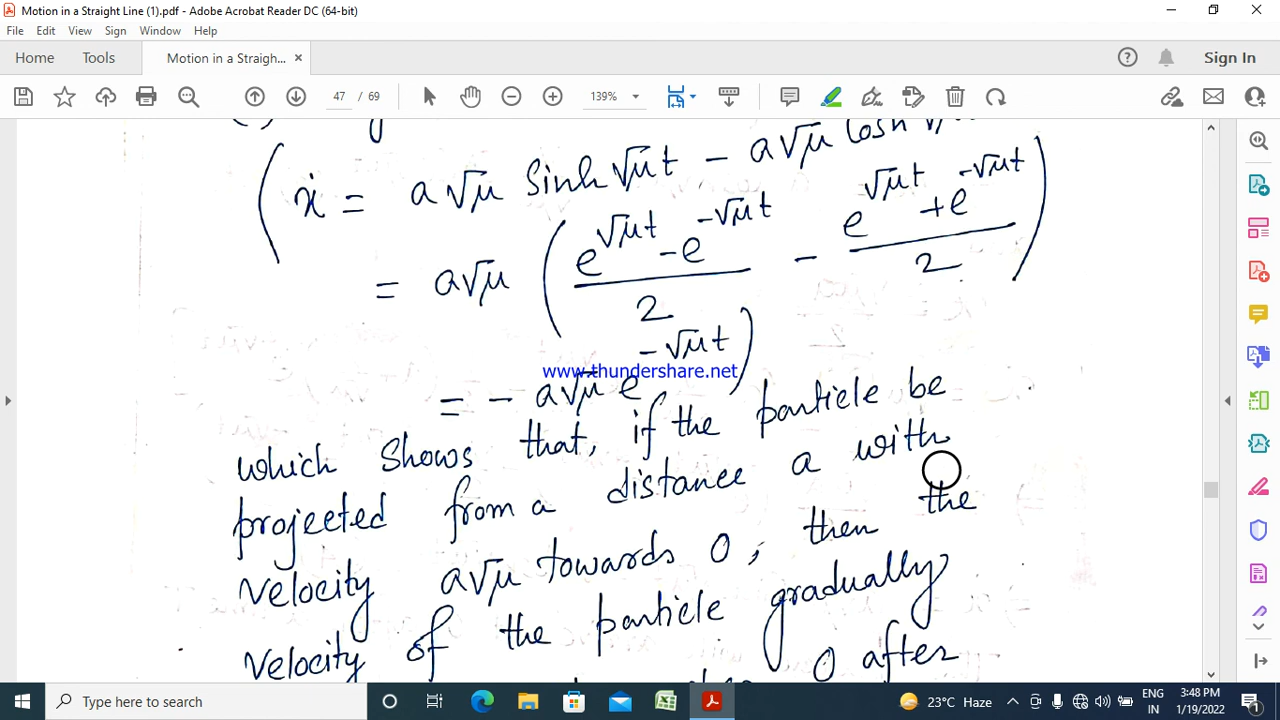 Motion in a Straight Line (1).pdf - Adobe Acrobat Reader DC (64-bit)
File Edit View Sign Window Help
Home Tools Motion in a Straigh... × Sign In
47 / 69 139%
ẋ = a√μ Sinh √μt - a√μ Cosh
= a√μ ( (e^√μt - e^-√μt)/2 - (e^√μt + e^-√μt)/2 )
www.thundershare.net
= - a√μ e^-√μt )
which shows that, if the particle be
projected from a distance a with
velocity a√μ towards O, then the
velocity of the particle gradually
O after
Type here to search
23°C Haze ENG IN 3:48 PM 1/19/2022